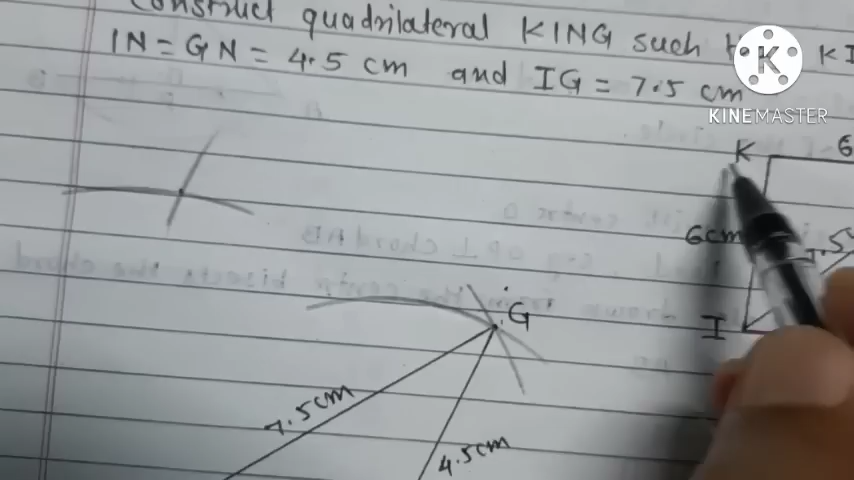 Construct quadrilateral KING such KI
IN = GN = 4.5 cm and IG = 7.5 cm
K
KINEMASTER
K 6
6cm
I
G
7.5cm
4.5cm